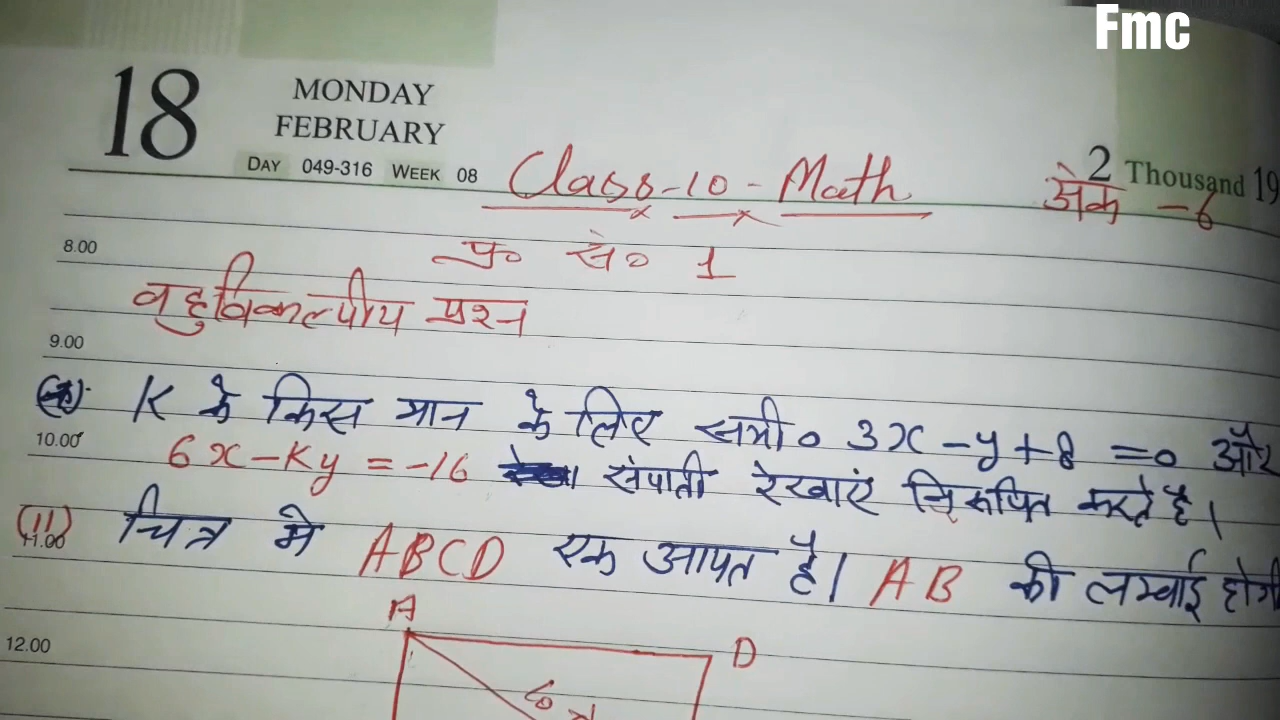 Fmc
18
MONDAY
FEBRUARY
DAY 049-316 WEEK 08
2 Thousand 19
Class-10-Math
अंक -6
प्र० सं० 1
8.00
बहुविकल्पीय प्रश्न
9.00
K के किस मान के लिए समी० 3x-y+8=0 और
10.00
6x-Ky=-16 संपाती रेखाएं निरूपित करते है।
(ii) चित्र मे ABCD एक आयत है। AB की लम्बाई होगी
11.00
A
D
12.00